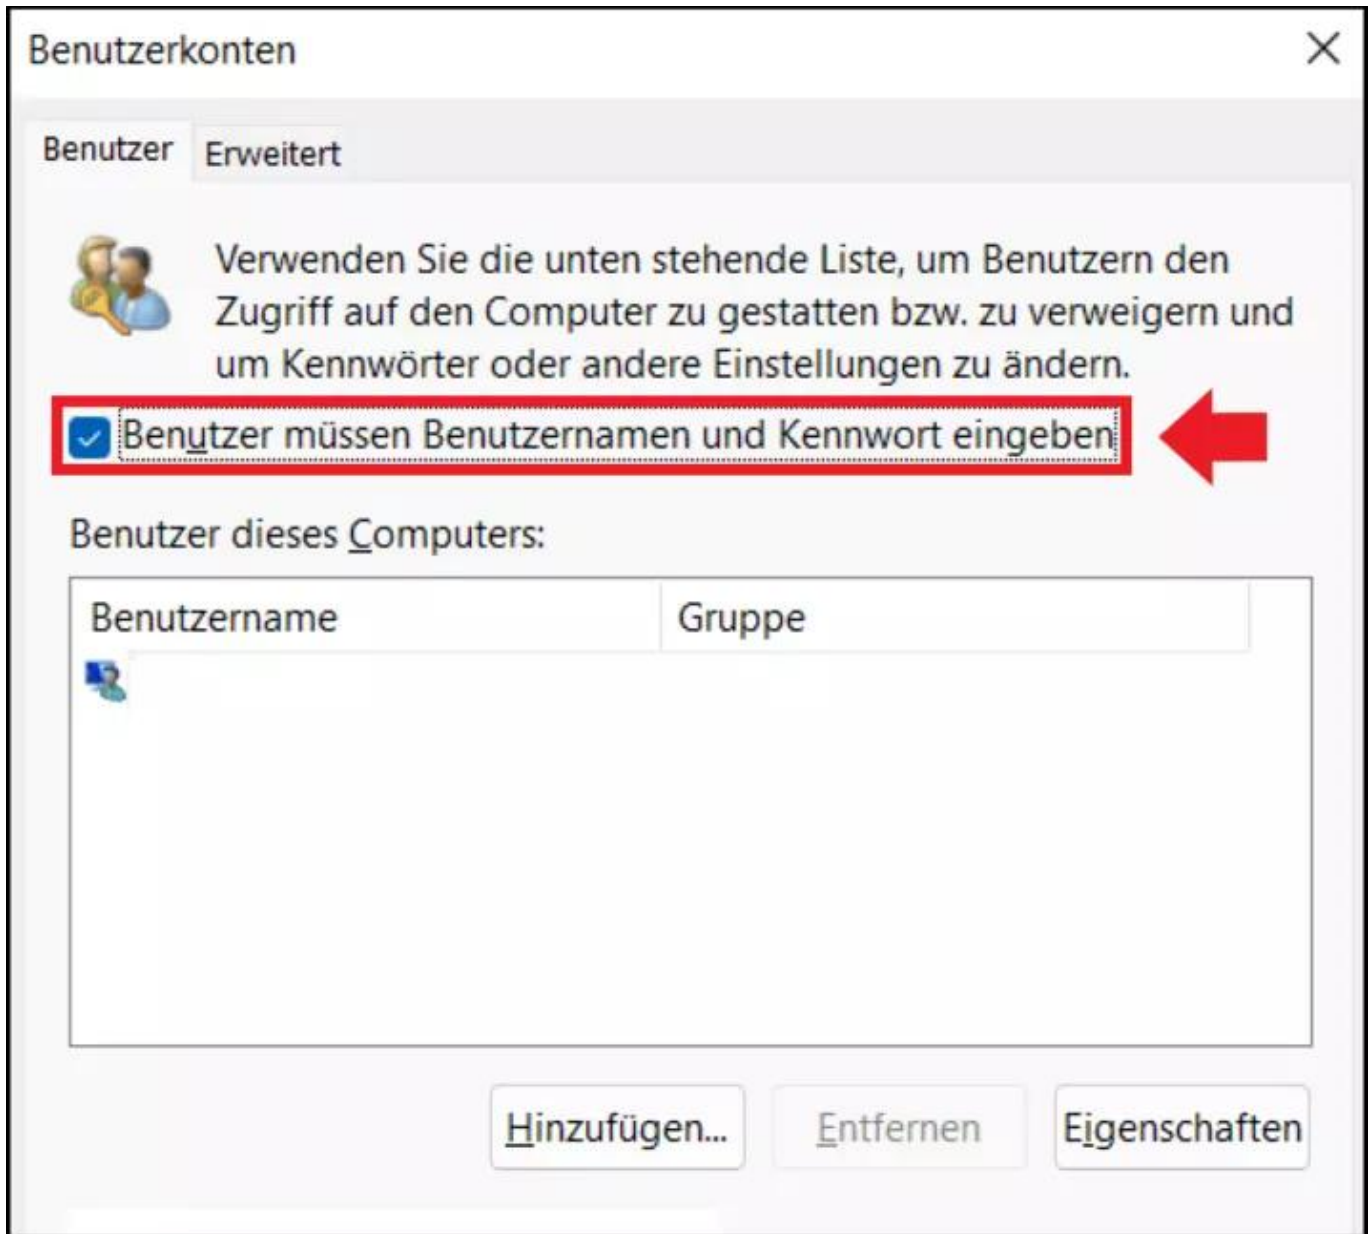 Benutzerkonten
Benutzer Erweitert
Verwenden Sie die unten stehende Liste, um Benutzern den
Zugriff auf den Computer zu gestatten bzw. zu verweigern und
um Kennwörter oder andere Einstellungen zu ändern.
Benutzer müssen Benutzernamen und Kennwort eingeben
Benutzer dieses Computers:
Benutzername Gruppe
Hinzufügen... Entfernen Eigenschaften